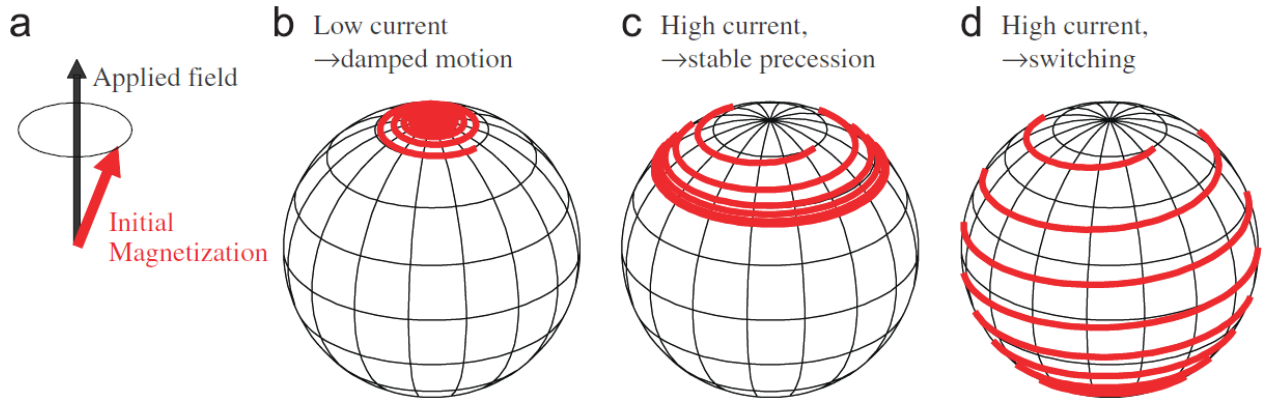 a
Applied field
Initial
Magnetization
b
Low current
→damped motion
c
High current,
→stable precession
d
High current,
→switching